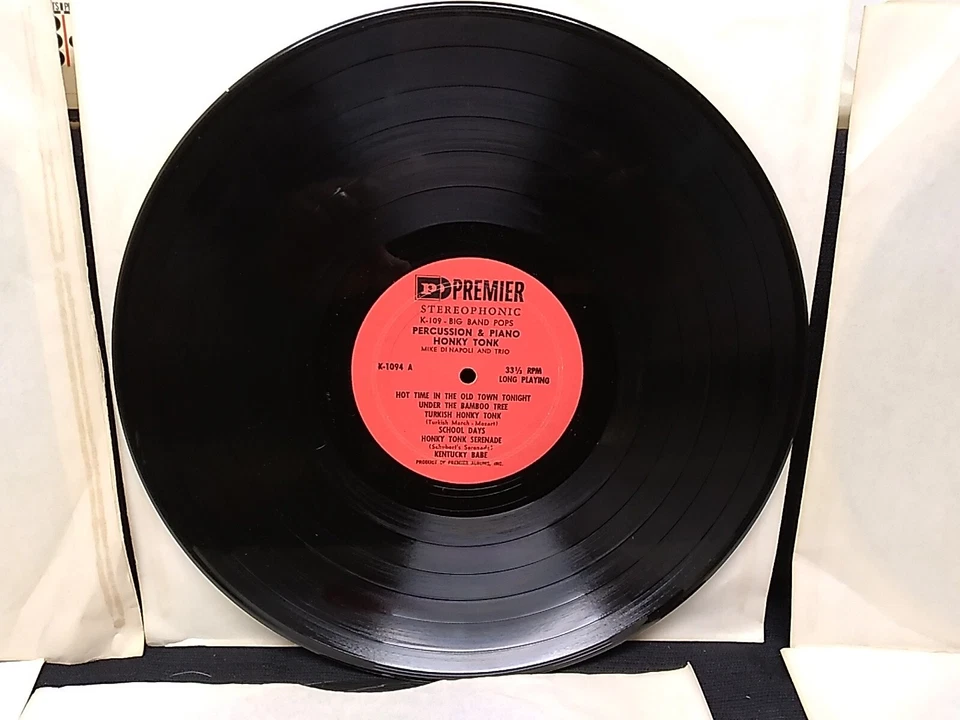 PREMIER
STEREOPHONIC
K-109 - BIG BAND POPS
PERCUSSION & PIANO
HONKY TONK
MIKE DI NAPOLI AND TRIO
K-1094 A
33⅓ RPM
LONG PLAYING
HOT TIME IN THE OLD TOWN TONIGHT
UNDER THE BAMBOO TREE
TURKISH HONKY TONK
(Turkish March - Mozart)
SCHOOL DAYS
HONKY TONK SERENADE
(Schubert's Serenade)
KENTUCKY BABE
PRODUCT OF PREMIER ALBUMS, INC.